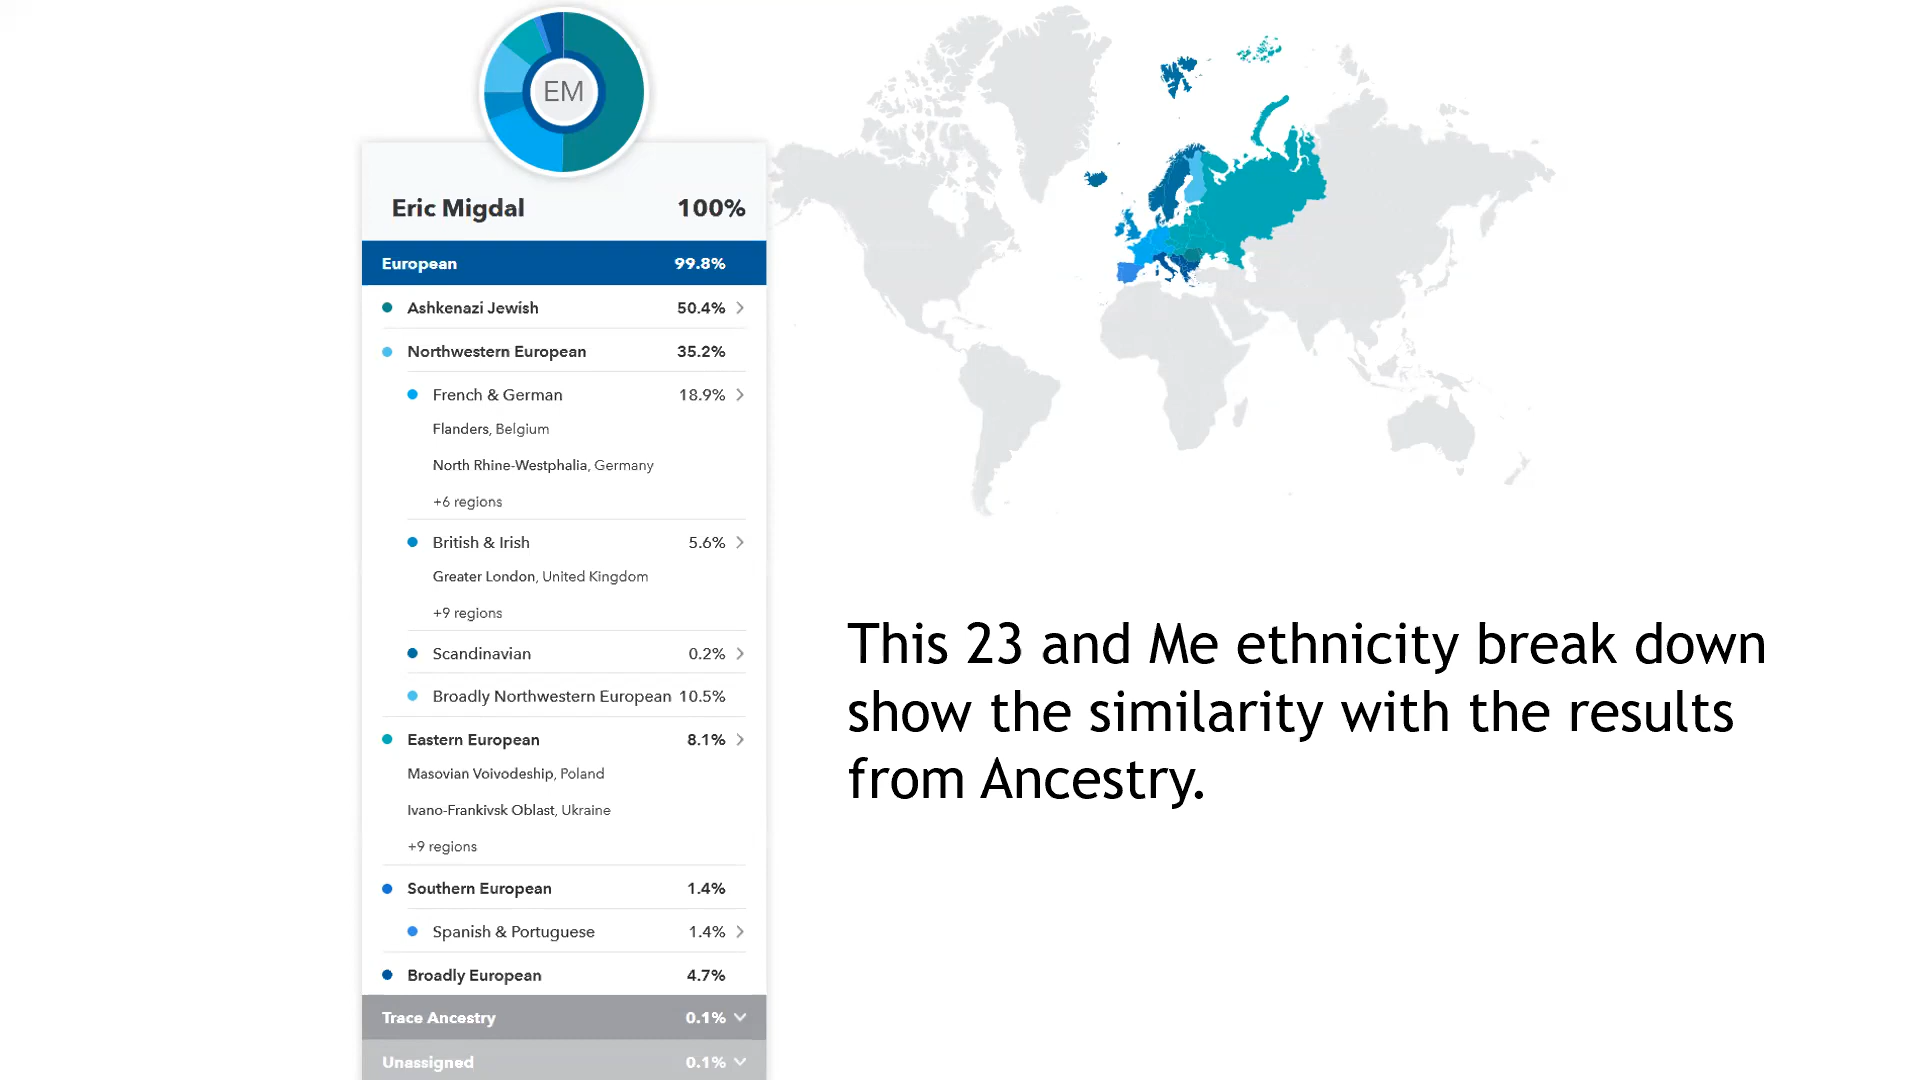 EM
Eric Migdal 100%
European 99.8%
Ashkenazi Jewish 50.4%
Northwestern European 35.2%
French & German 18.9%
Flanders, Belgium
North Rhine-Westphalia, Germany
+6 regions
British & Irish 5.6%
Greater London, United Kingdom
+9 regions
Scandinavian 0.2%
Broadly Northwestern European 10.5%
Eastern European 8.1%
Masovian Voivodeship, Poland
Ivano-Frankivsk Oblast, Ukraine
+9 regions
Southern European 1.4%
Spanish & Portuguese 1.4%
Broadly European 4.7%
Trace Ancestry 0.1%
Unassigned 0.1%
This 23 and Me ethnicity break down
show the similarity with the results
from Ancestry.